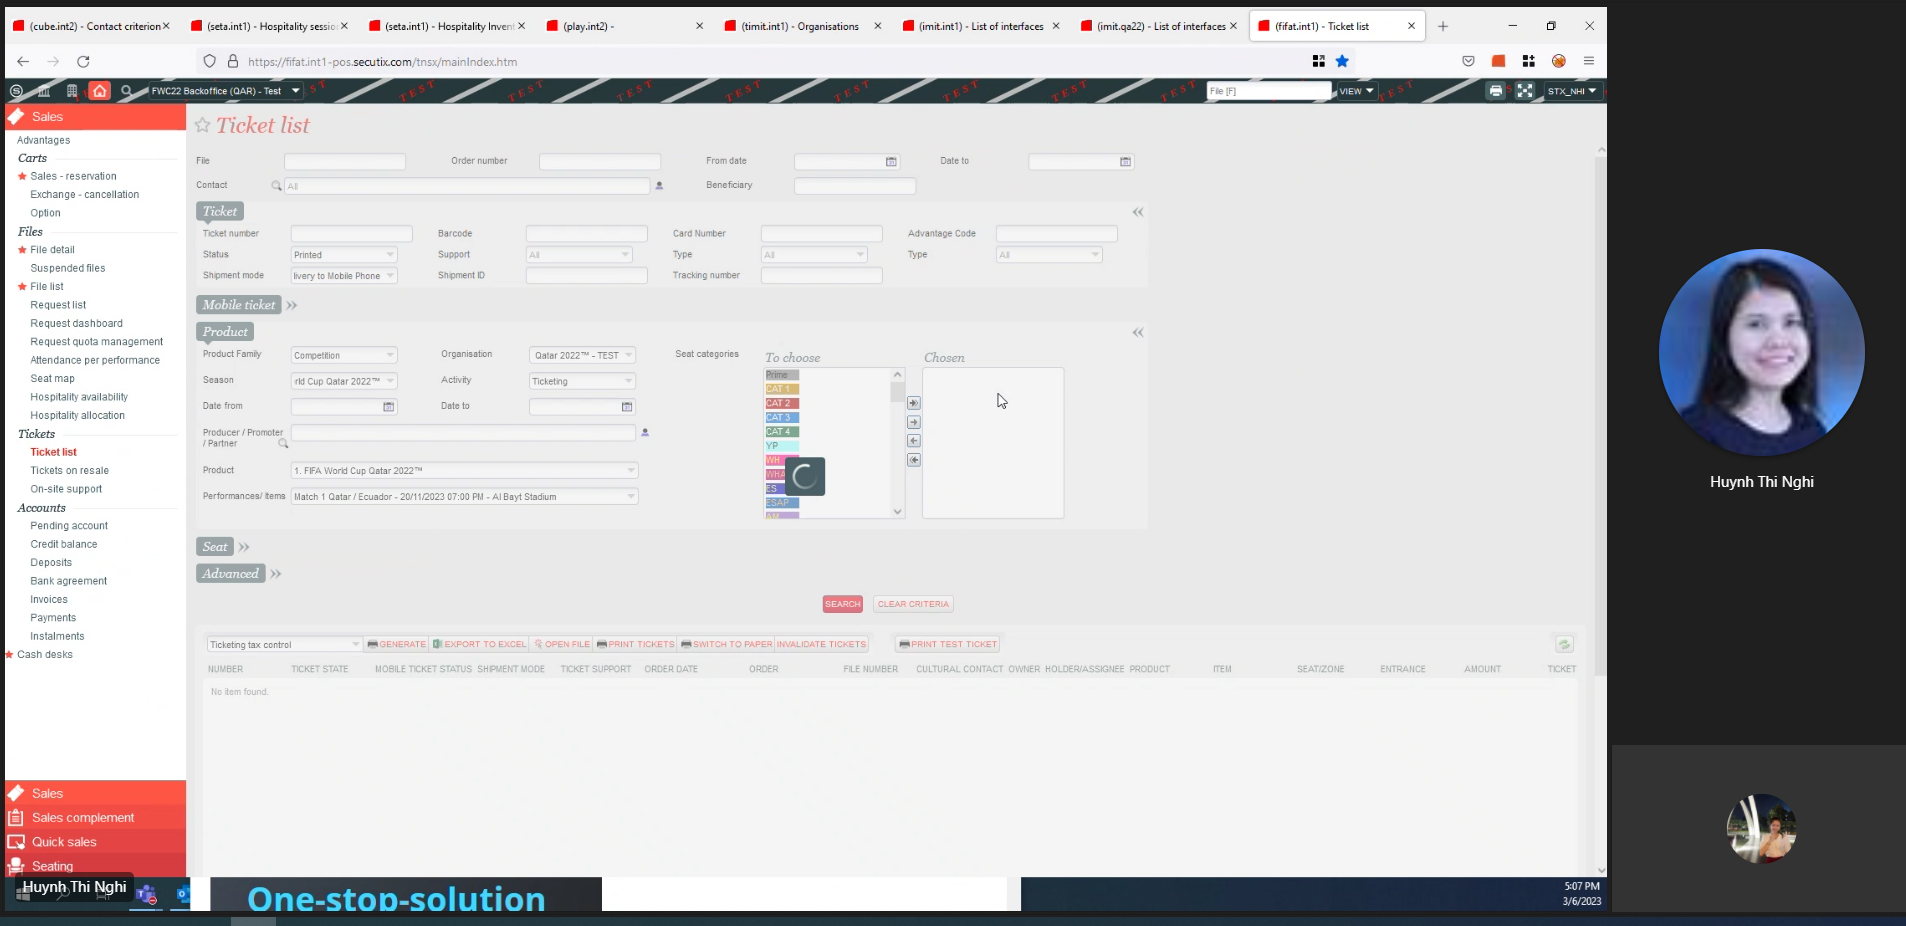 (cube.int2) - Contact criterion
(seta.int1) - Hospitality session
(seta.int1) - Hospitality Invent
(play.int2) -
(timit.int1) - Organisations
(imit.int1) - List of interfaces
(imit.qa22) - List of interfaces
(fifat.int1) - Ticket list
https://fifat.int1-pos.secutix.com/tnsx/mainIndex.htm
FWC22 Backoffice (QAR) - Test
TEST TEST TEST TEST TEST TEST TEST TEST TEST
File [F]
VIEW
STX_NHI
Sales
Advantages
Carts
Sales - reservation
Exchange - cancellation
Option
Files
File detail
Suspended files
File list
Request list
Request dashboard
Request quota management
Attendance per performance
Seat map
Hospitality availability
Hospitality allocation
Tickets
Ticket list
Tickets on resale
On-site support
Accounts
Pending account
Credit balance
Deposits
Bank agreement
Invoices
Payments
Instalments
Cash desks
Sales
Sales complement
Quick sales
Seating
Ticket list
File Order number From date Date to
Contact All Beneficiary
Ticket
Ticket number Barcode Card Number Advantage Code
Status Printed Support All Type All Type All
Shipment mode livery to Mobile Phone Shipment ID Tracking number
Mobile ticket
Product
Product Family Competition Organisation Qatar 2022™ - TEST Seat categories To choose Chosen
Season rld Cup Qatar 2022™ Activity Ticketing
Date from Date to
Producer / Promoter / Partner
Product 1. FIFA World Cup Qatar 2022™
Performances/ items Match 1 Qatar / Ecuador - 20/11/2023 07:00 PM - Al Bayt Stadium
Prime
CAT 1
CAT 2
CAT 3
CAT 4
YP
WH
WHA
ES
ESAP
AM
Seat
Advanced
SEARCH CLEAR CRITERIA
Ticketing tax control GENERATE EXPORT TO EXCEL OPEN FILE PRINT TICKETS SWITCH TO PAPER INVALIDATE TICKETS PRINT TEST TICKET
NUMBER TICKET STATE MOBILE TICKET STATUS SHIPMENT MODE TICKET SUPPORT ORDER DATE ORDER FILE NUMBER CULTURAL CONTACT OWNER HOLDER/ASSIGNEE PRODUCT ITEM SEAT/ZONE ENTRANCE AMOUNT TICKET
No item found.
Huynh Thi Nghi
One-stop-solution
5:07 PM
3/6/2023
Huynh Thi Nghi